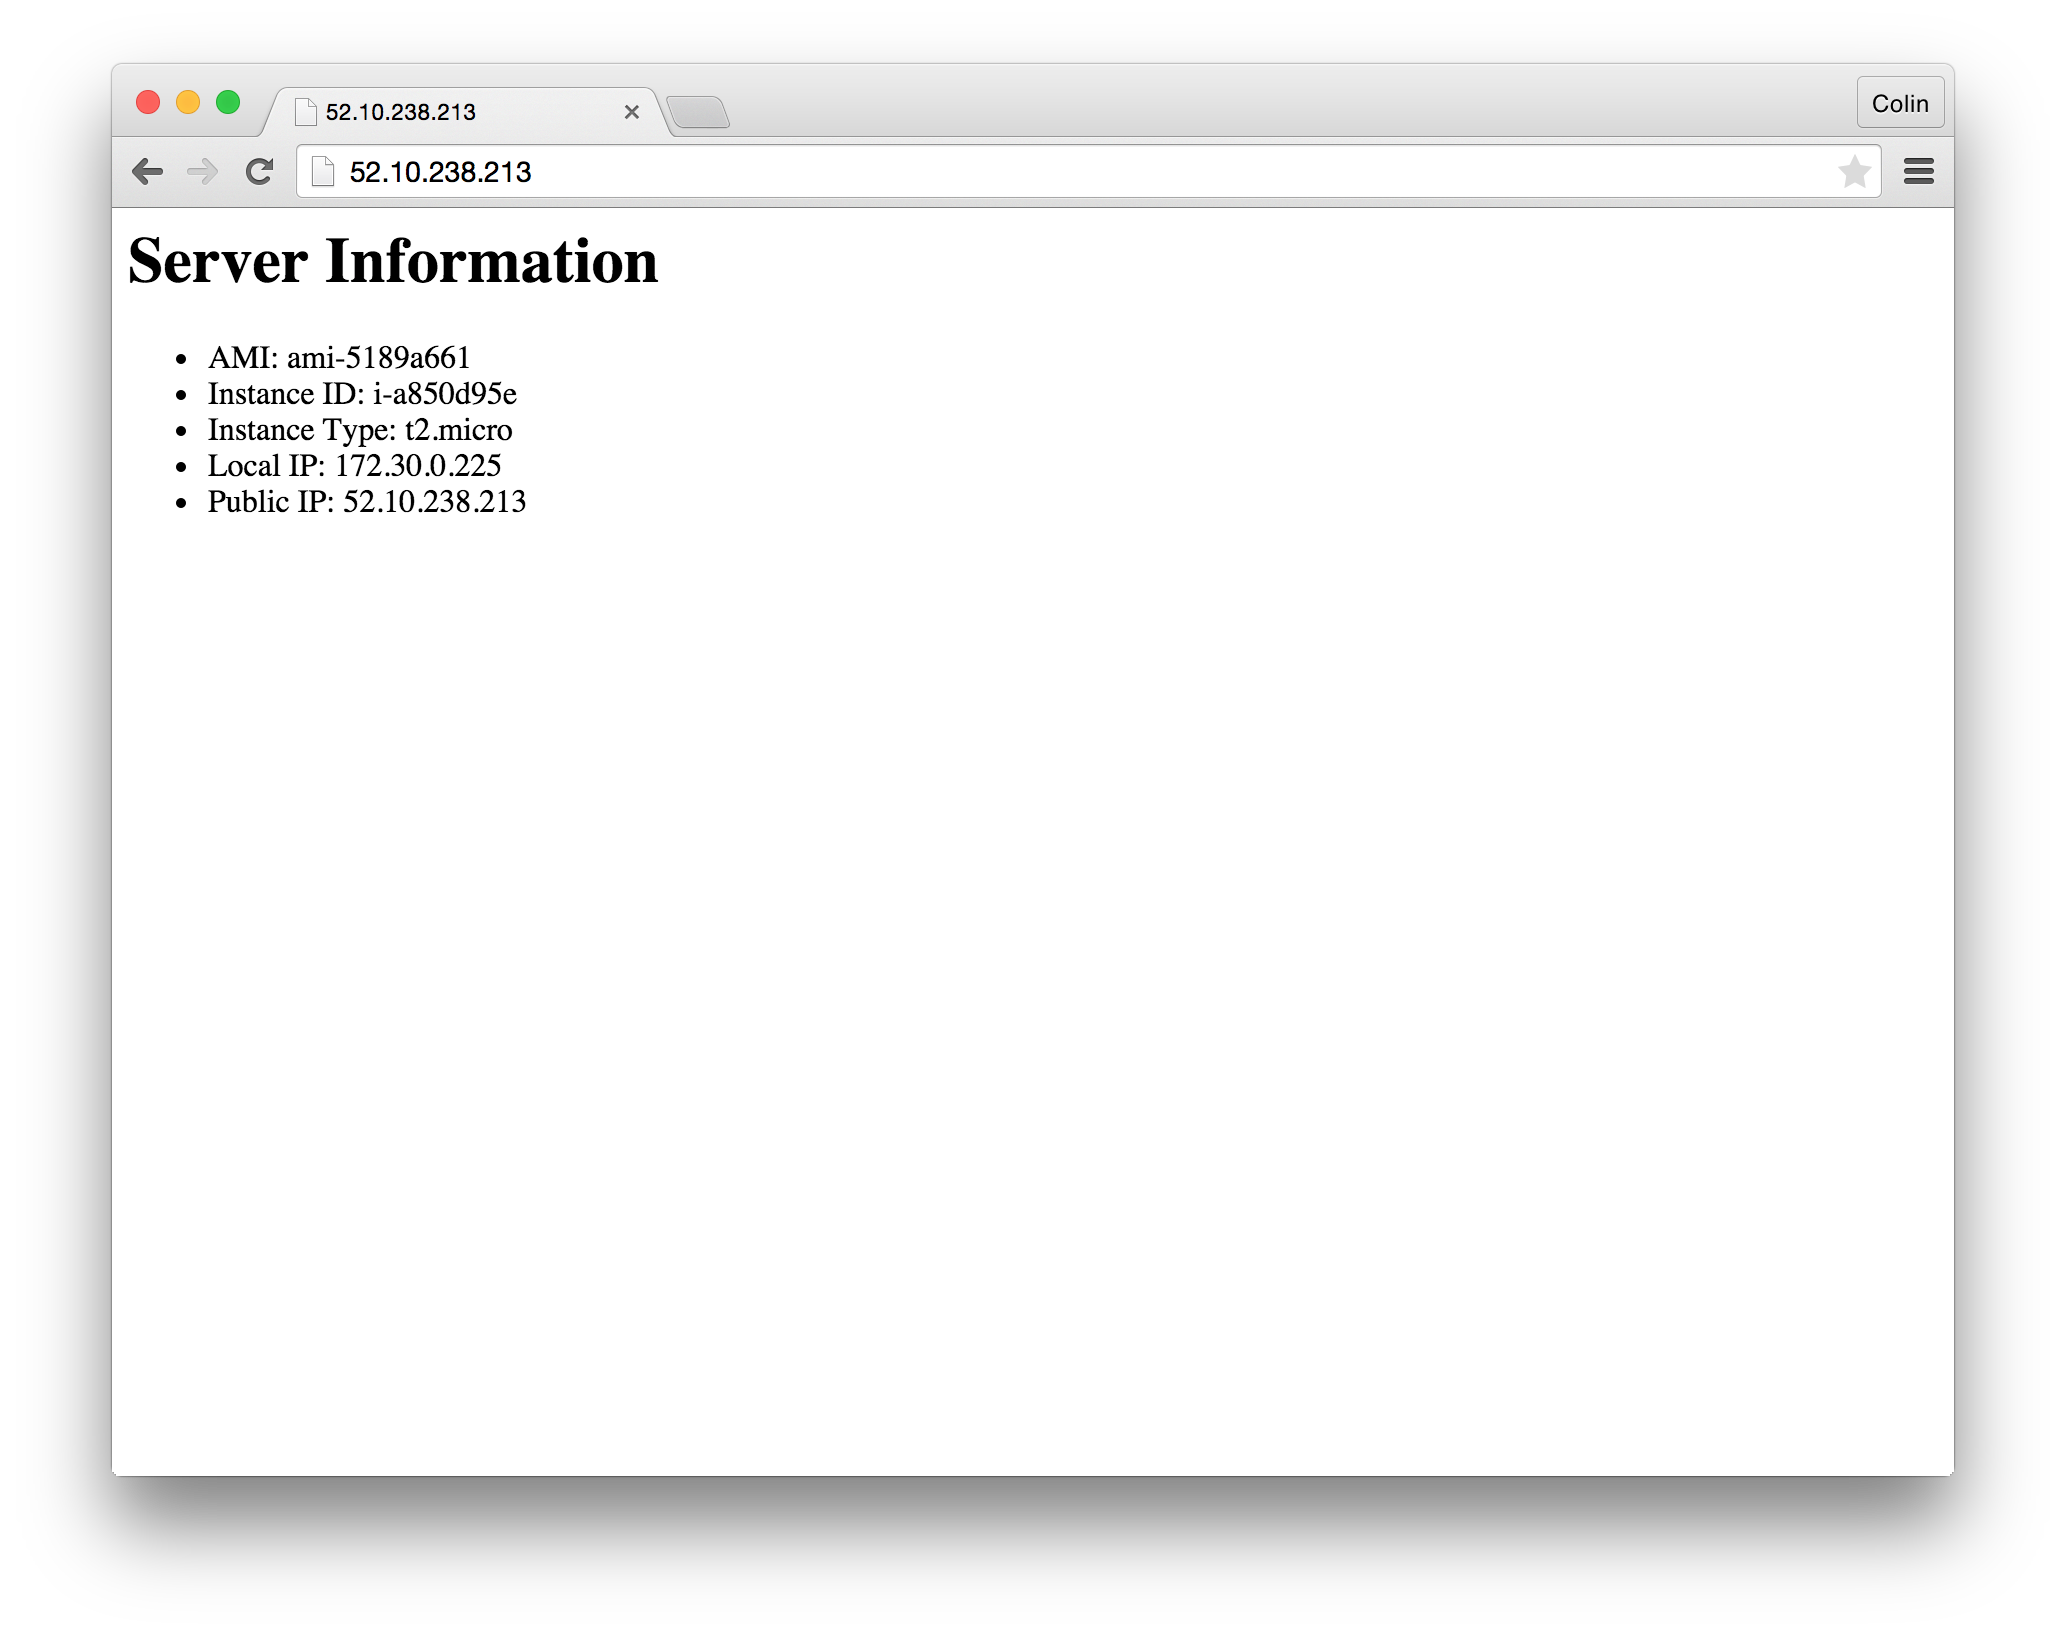 52.10.238.213
Colin
52.10.238.213
Server Information
AMI: ami-5189a661
Instance ID: i-a850d95e
Instance Type: t2.micro
Local IP: 172.30.0.225
Public IP: 52.10.238.213